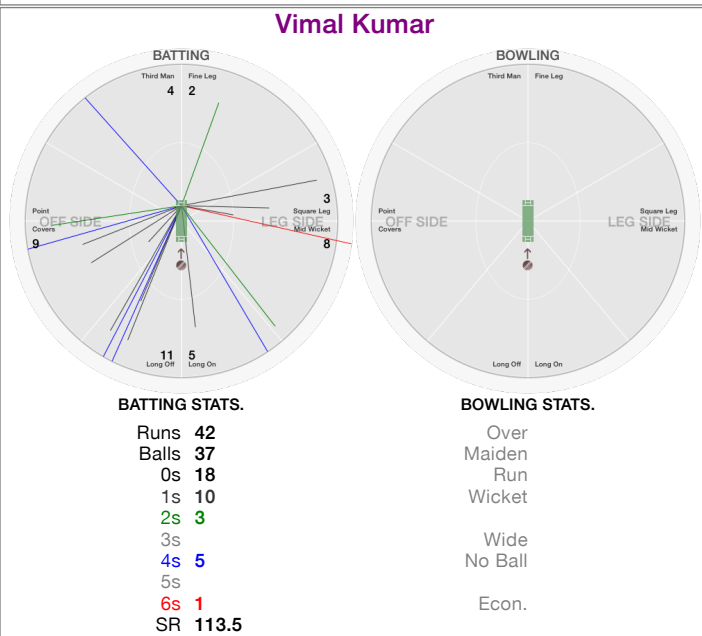 Vimal Kumar
BATTING
Third Man Fine Leg
4 2
3
Point Square Leg
OFF SIDE LEG SIDE
Covers Mid Wicket
9 8
11 5
Long Off Long On
BOWLING
Third Man Fine Leg
Point Square Leg
OFF SIDE LEG SIDE
Covers Mid Wicket
Long Off Long On
BATTING STATS.
Runs 42
Balls 37
0s 18
1s 10
2s 3
3s
4s 5
5s
6s 1
SR 113.5
BOWLING STATS.
Over
Maiden
Run
Wicket
Wide
No Ball
Econ.